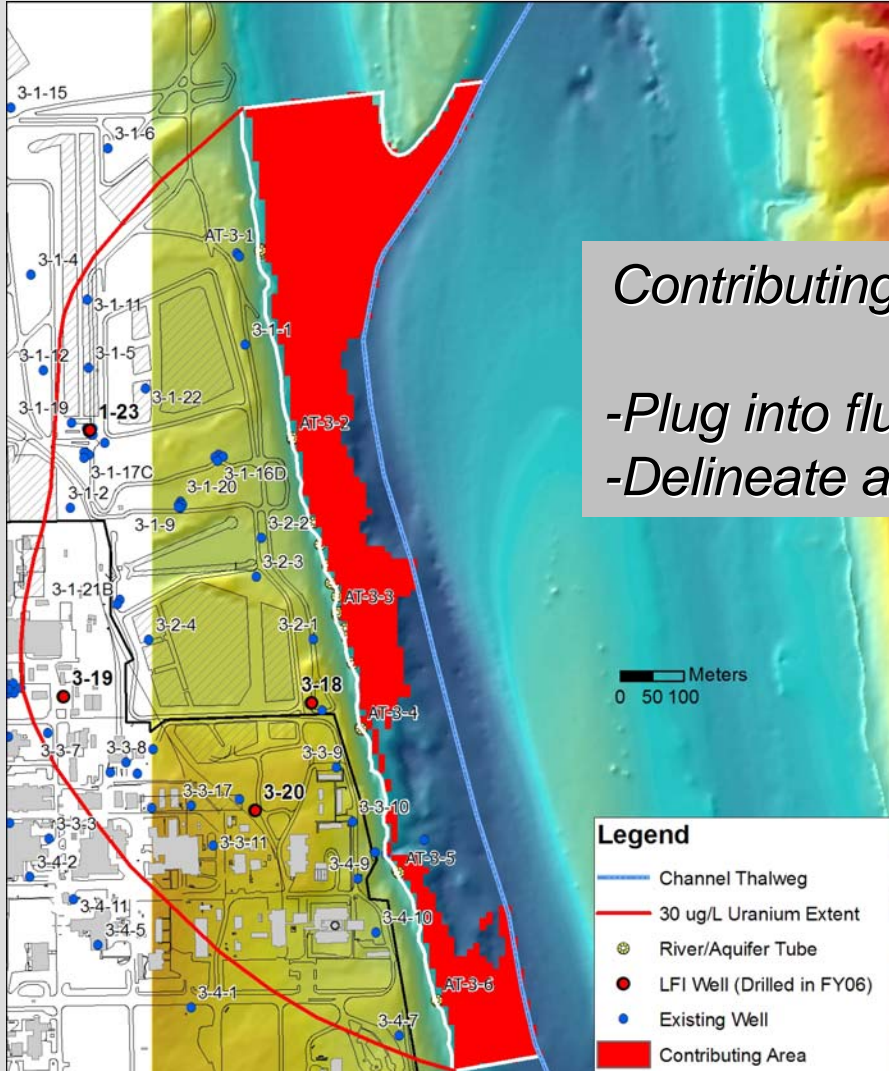 3-1-15
3-1-6
AT-3-1
3-1-4
3-1-11
3-1-1
3-1-12
3-1-5
3-1-22
3-1-19
1-23
AT-3-2
3-1-17C
3-1-16D
3-1-2
3-1-20
3-1-9
3-2-2
3-2-3
3-1-21B
AT-3-3
3-2-4
3-2-1
3-19
3-18
AT-3-4
3-3-7
3-3-8
3-3-9
3-3-17
3-20
3-3-10
3-3-3
3-3-11
3-4-2
3-4-9
AT-3-5
3-4-11
3-4-5
3-4-10
AT-3-6
3-4-1
3-4-7
Contributing
-Plug into flu
-Delineate a
Meters
0 50 100
Legend
Channel Thalweg
30 ug/L Uranium Extent
River/Aquifer Tube
LFI Well (Drilled in FY06)
Existing Well
Contributing Area